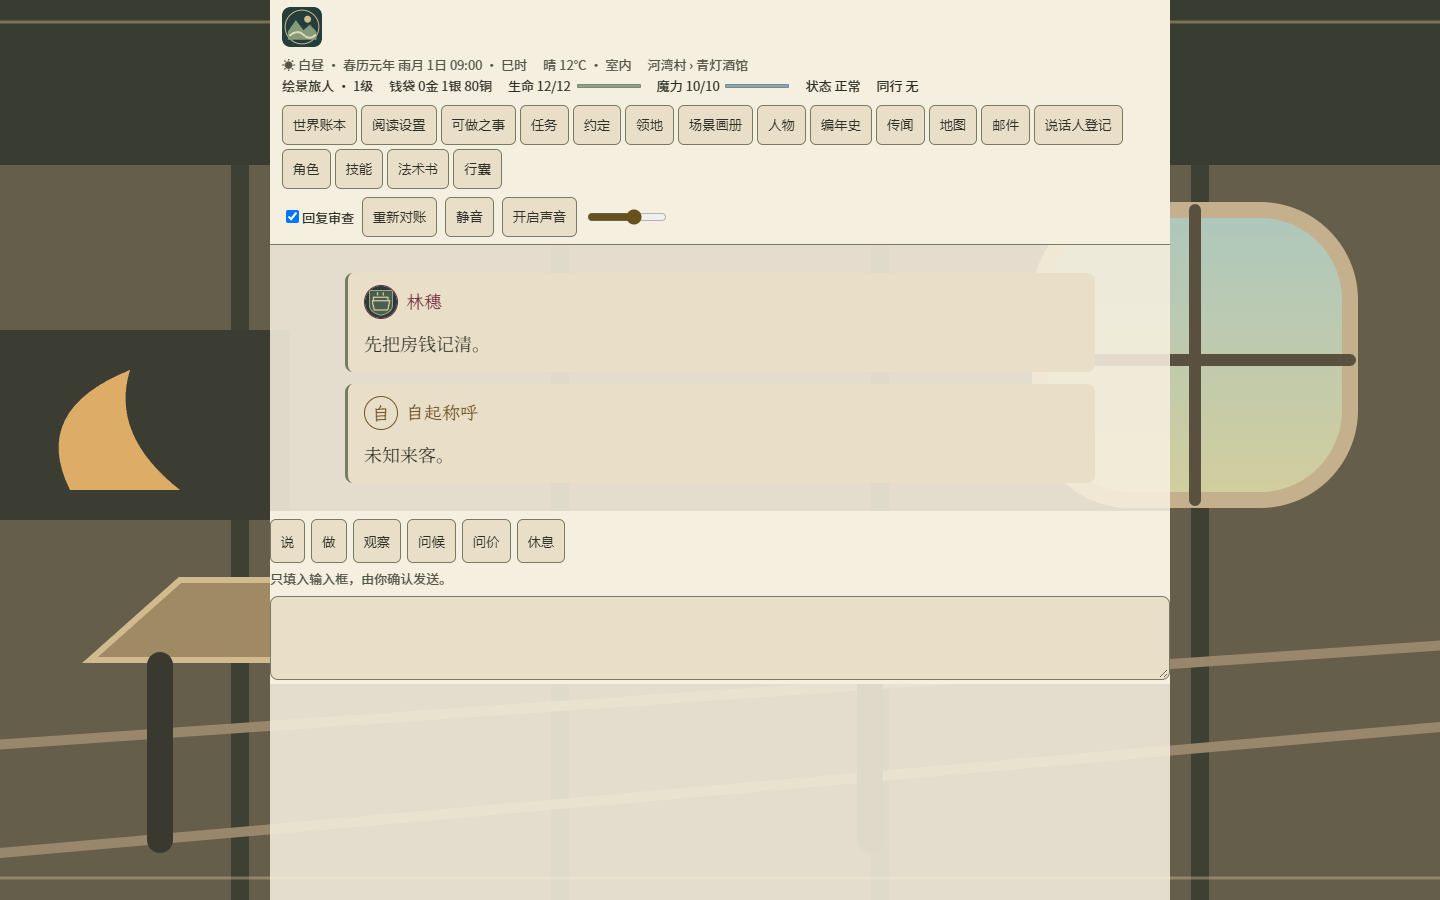 白昼 · 春历元年 雨月 1日 09:00 · 巳时 晴 12℃ · 室内 河湾村 › 青灯酒馆
绘景旅人 · 1级 钱袋 0金 1银 80铜 生命 12/12 魔力 10/10 状态 正常 同行 无
世界账本 阅读设置 可做之事 任务 约定 领地 场景画册 人物 编年史 传闻 地图 邮件 说话人登记
角色 技能 法术书 行囊
回复审查 重新对账 静音 开启声音
林穗
先把房钱记清。
自 自起称呼
未知来客。
说 做 观察 问候 问价 休息
只填入输入框，由你确认发送。